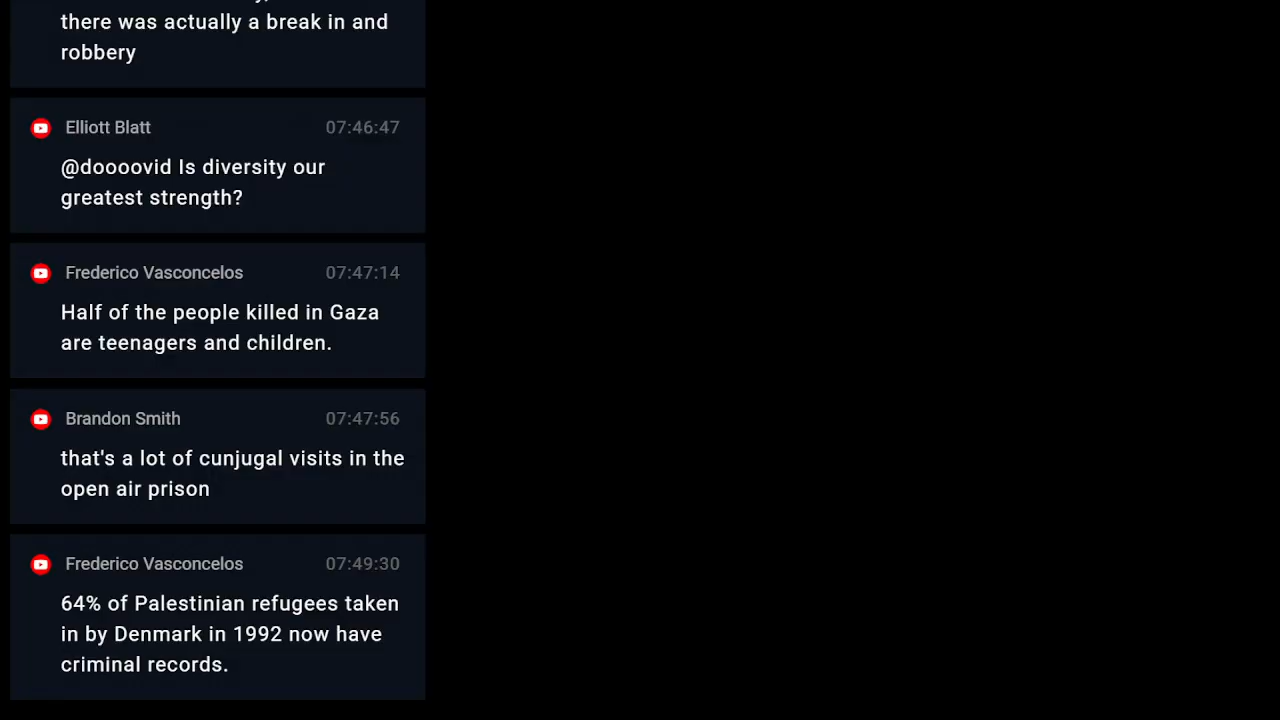 there was actually a break in and
robbery
Elliott Blatt 07:46:47
@doooovid Is diversity our
greatest strength?
Frederico Vasconcelos 07:47:14
Half of the people killed in Gaza
are teenagers and children.
Brandon Smith 07:47:56
that's a lot of cunjugal visits in the
open air prison
Frederico Vasconcelos 07:49:30
64% of Palestinian refugees taken
in by Denmark in 1992 now have
criminal records.